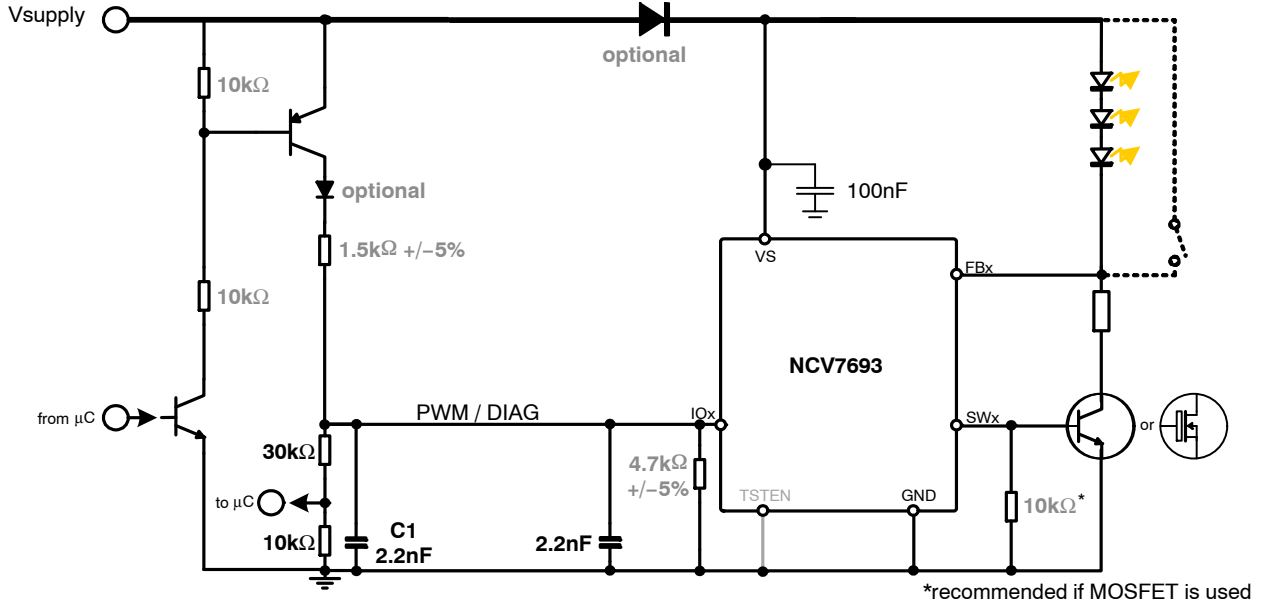 Vsupply
optional
10kΩ
optional
100nF
1.5kΩ +/−5%
VS
FBx
10kΩ
NCV7693
from μC
PWM / DIAG
IOx
SWx
or
30kΩ
4.7kΩ
+/−5%
to μC
TSTEN
GND
10kΩ*
10kΩ
C1
2.2nF
2.2nF
*recommended if MOSFET is used